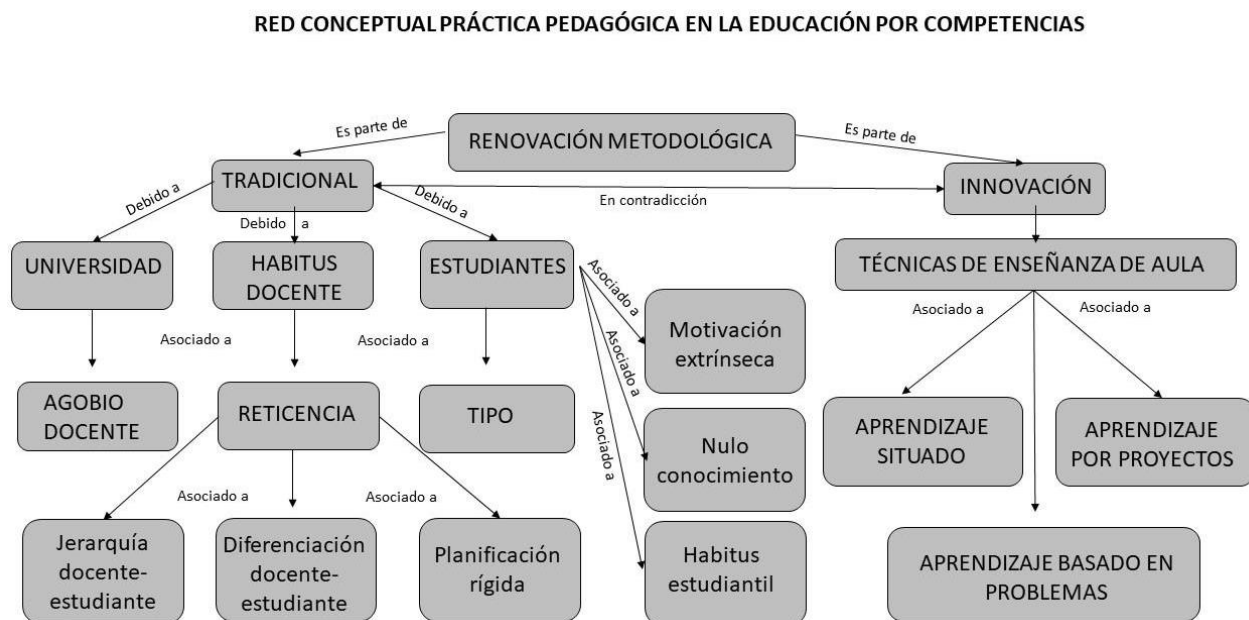 RED CONCEPTUAL PRÁCTICA PEDAGÓGICA EN LA EDUCACIÓN POR COMPETENCIAS
RENOVACIÓN METODOLÓGICA
Es parte de
Es parte de
TRADICIONAL
INNOVACIÓN
En contradicción
Debido a
Debido a
Debido a
UNIVERSIDAD
HABITUS
DOCENTE
ESTUDIANTES
TÉCNICAS DE ENSEÑANZA DE AULA
Asociado a
Asociado a
Asociado a
Asociado a
Asociado a
Asociado a
Asociado a
Motivación
extrínseca
AGOBIO
DOCENTE
RETICENCIA
TIPO
Nulo
conocimiento
APRENDIZAJE
SITUADO
APRENDIZAJE
POR PROYECTOS
Asociado a
Asociado a
Jerarquía
docente-
estudiante
Diferenciación
docente-
estudiante
Planificación
rígida
Habitus
estudiantil
APRENDIZAJE BASADO EN
PROBLEMAS